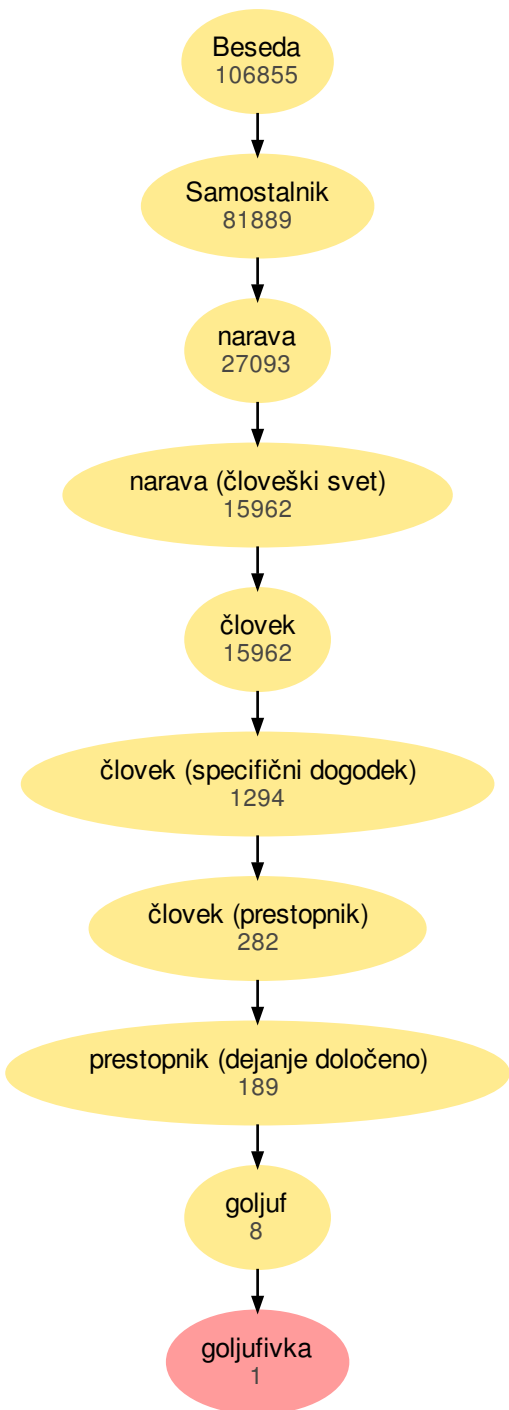 Beseda
106855
Samostalnik
81889
narava
27093
narava (človeški svet)
15962
človek
15962
človek (specifični dogodek)
1294
človek (prestopnik)
282
prestopnik (dejanje določeno)
189
goljuf
8
goljufivka
1